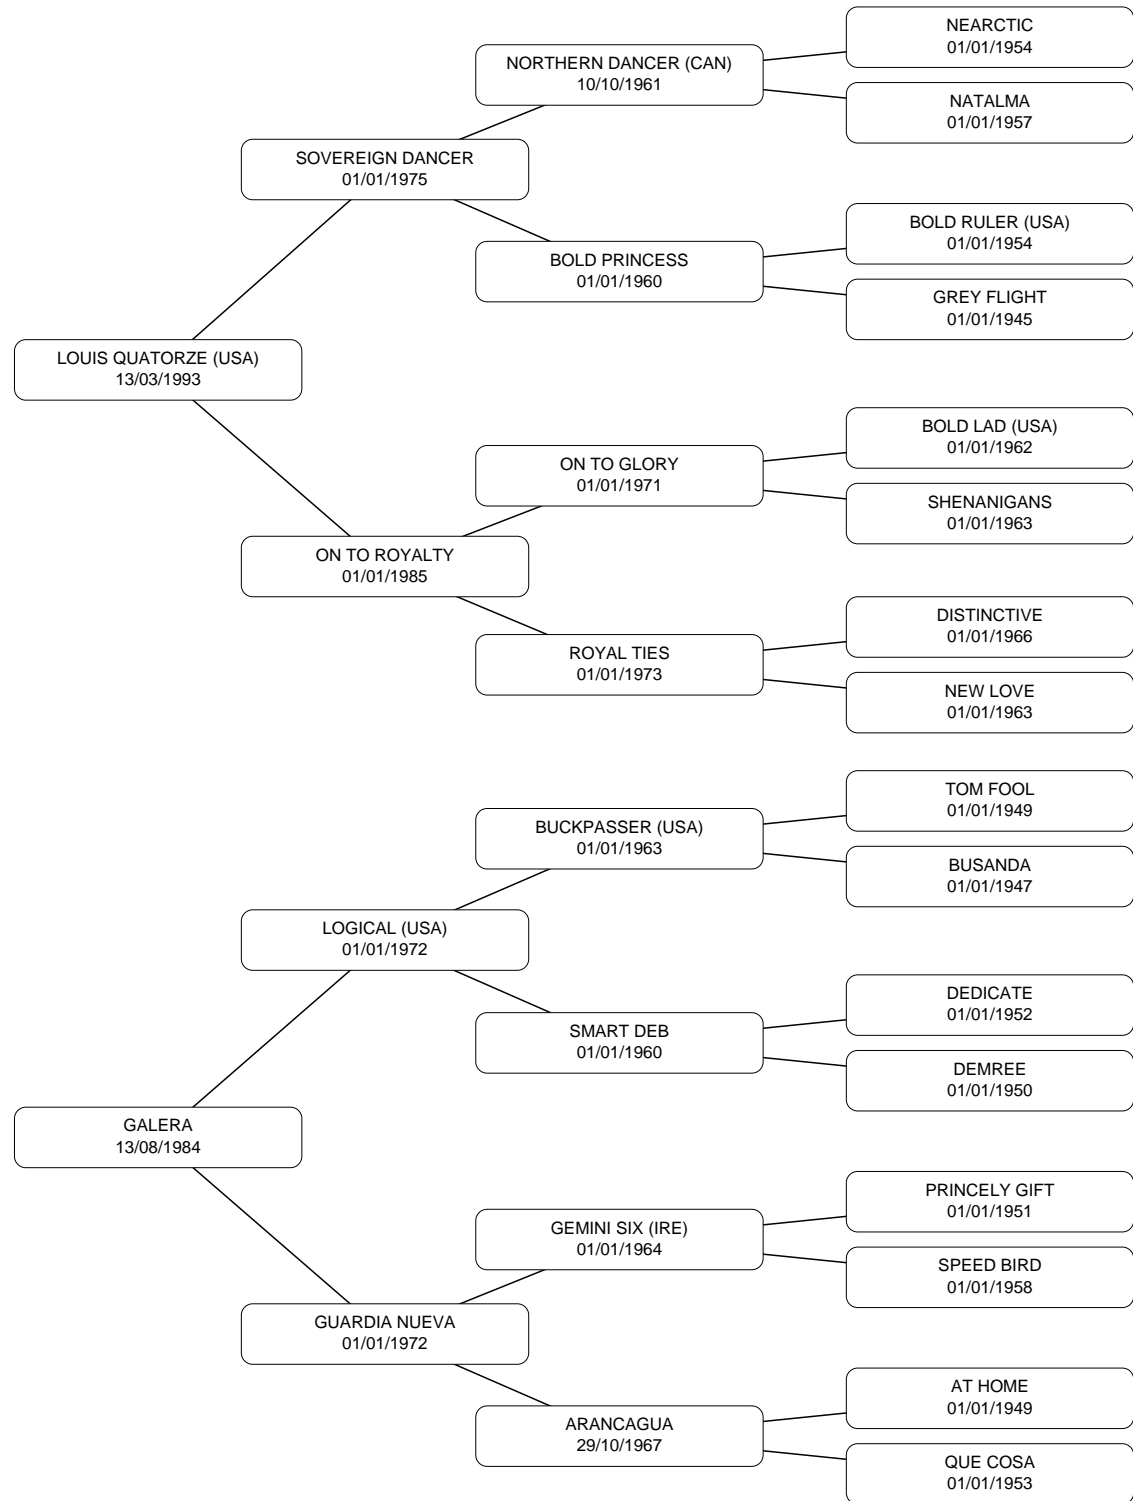 NEARCTIC
01/01/1954
NORTHERN DANCER (CAN)
10/10/1961
NATALMA
01/01/1957
SOVEREIGN DANCER
01/01/1975
BOLD RULER (USA)
01/01/1954
BOLD PRINCESS
01/01/1960
GREY FLIGHT
01/01/1945
LOUIS QUATORZE (USA)
13/03/1993
BOLD LAD (USA)
01/01/1962
ON TO GLORY
01/01/1971
SHENANIGANS
01/01/1963
ON TO ROYALTY
01/01/1985
DISTINCTIVE
01/01/1966
ROYAL TIES
01/01/1973
NEW LOVE
01/01/1963
TOM FOOL
01/01/1949
BUCKPASSER (USA)
01/01/1963
BUSANDA
01/01/1947
LOGICAL (USA)
01/01/1972
DEDICATE
01/01/1952
SMART DEB
01/01/1960
DEMREE
01/01/1950
GALERA
13/08/1984
PRINCELY GIFT
01/01/1951
GEMINI SIX (IRE)
01/01/1964
SPEED BIRD
01/01/1958
GUARDIA NUEVA
01/01/1972
AT HOME
01/01/1949
ARANCAGUA
29/10/1967
QUE COSA
01/01/1953